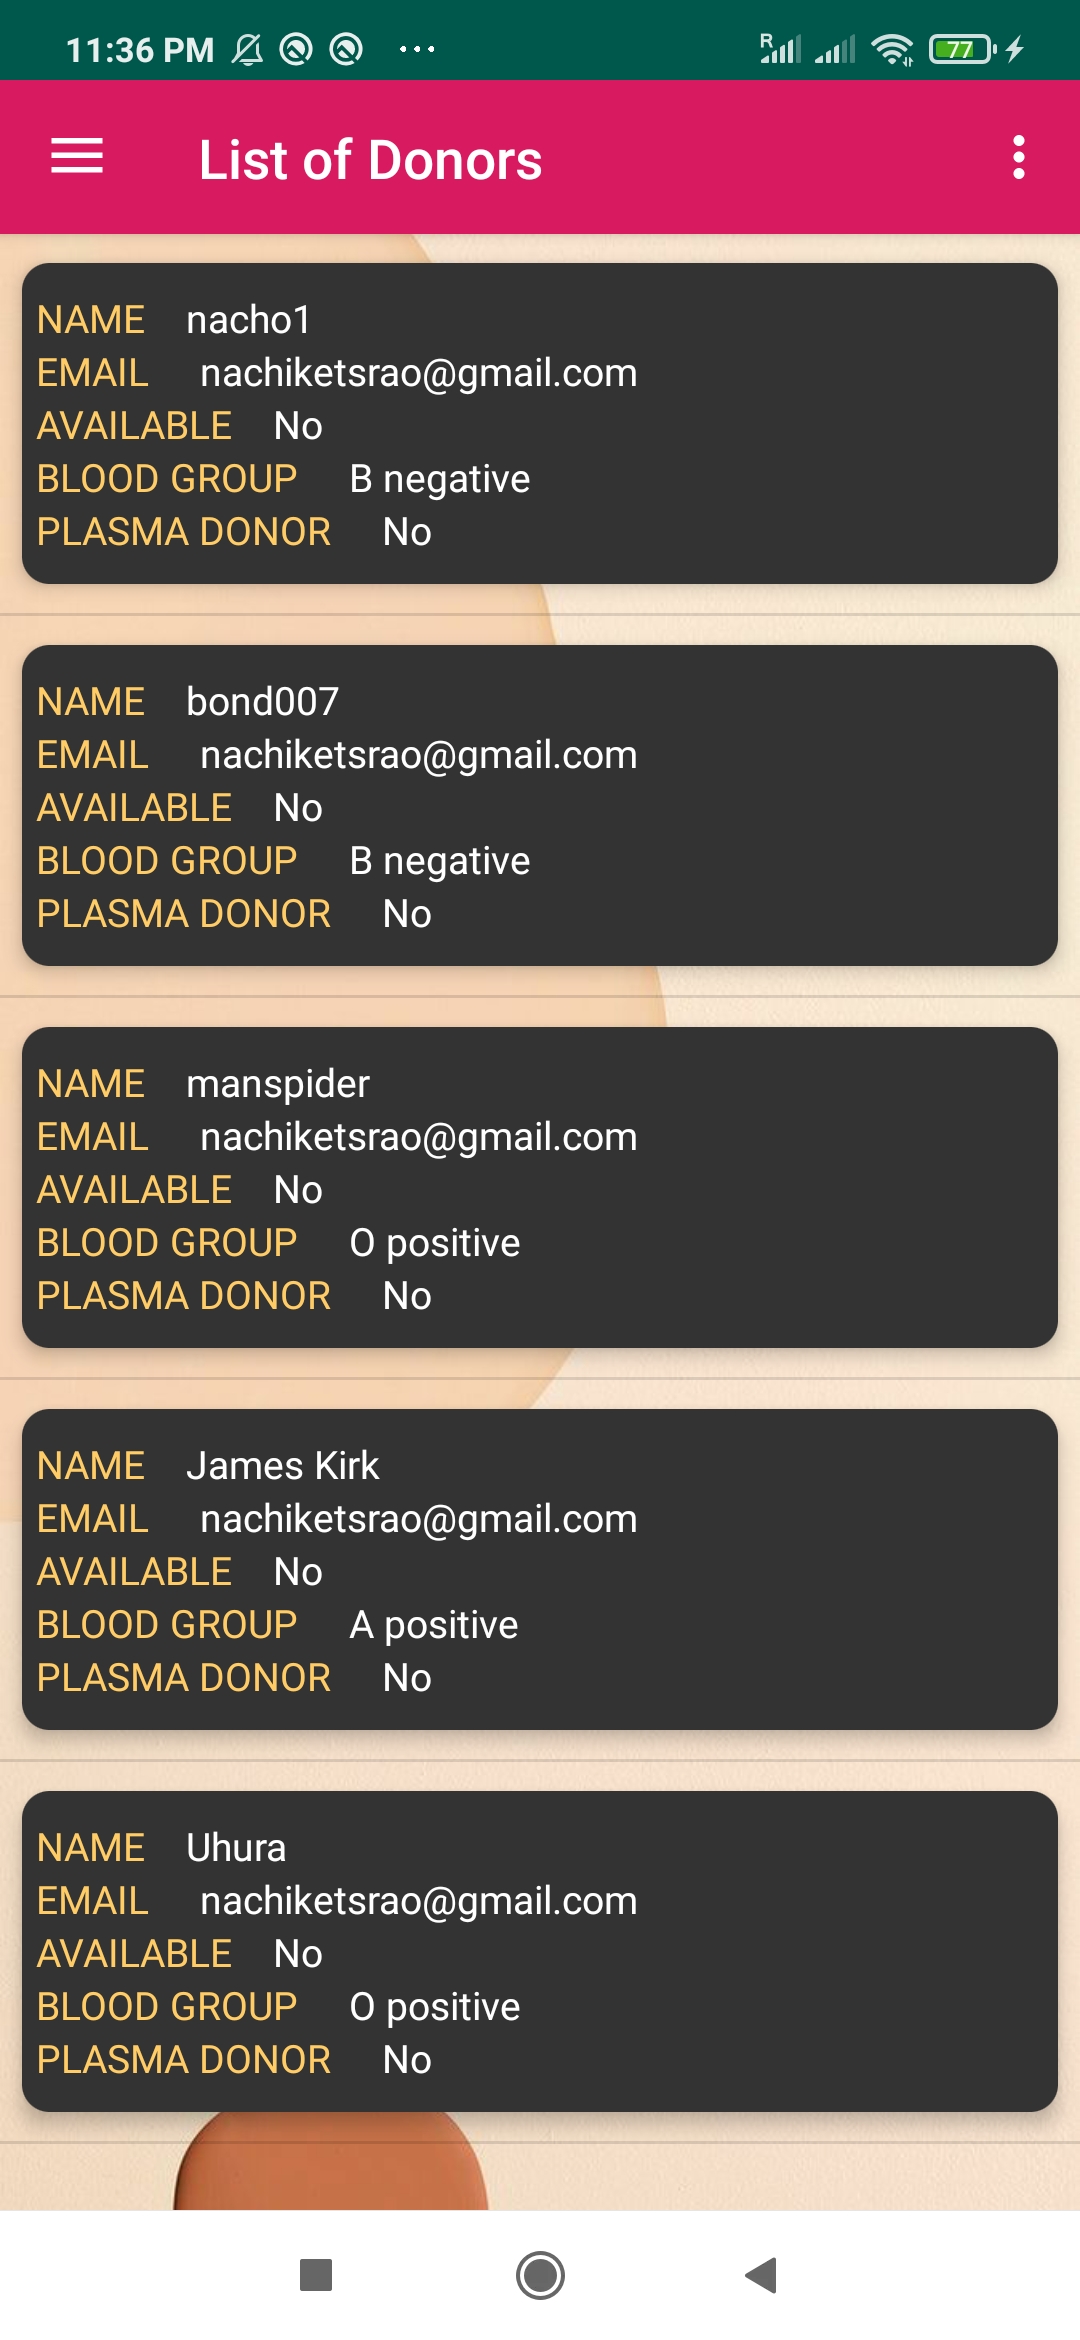 11:36 PM
R
77
List of Donors
NAME nacho1
EMAIL nachiketsrao@gmail.com
AVAILABLE No
BLOOD GROUP B negative
PLASMA DONOR No
NAME bond007
EMAIL nachiketsrao@gmail.com
AVAILABLE No
BLOOD GROUP B negative
PLASMA DONOR No
NAME manspider
EMAIL nachiketsrao@gmail.com
AVAILABLE No
BLOOD GROUP O positive
PLASMA DONOR No
NAME James Kirk
EMAIL nachiketsrao@gmail.com
AVAILABLE No
BLOOD GROUP A positive
PLASMA DONOR No
NAME Uhura
EMAIL nachiketsrao@gmail.com
AVAILABLE No
BLOOD GROUP O positive
PLASMA DONOR No